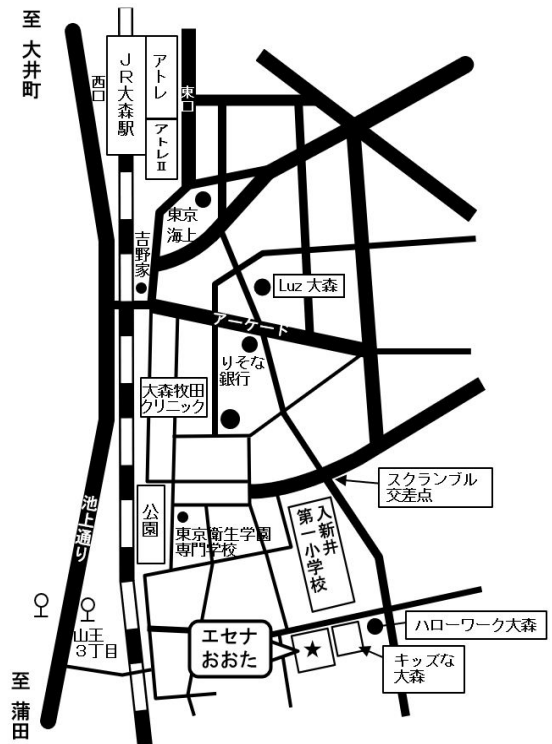 至 大井町
西口
JR大森駅
アトレ
アトレⅡ
東口
東京
海上
吉野家
Luz 大森
アーケード
りそな
銀行
大森牧田
クリニック
スクランブル
交差点
池上通り
公園
東京衛生学園
専門学校
入新井
第一小学校
山王
3丁目
エセナ
おおた
★
ハローワーク大森
キッズな
大森
至 蒲田